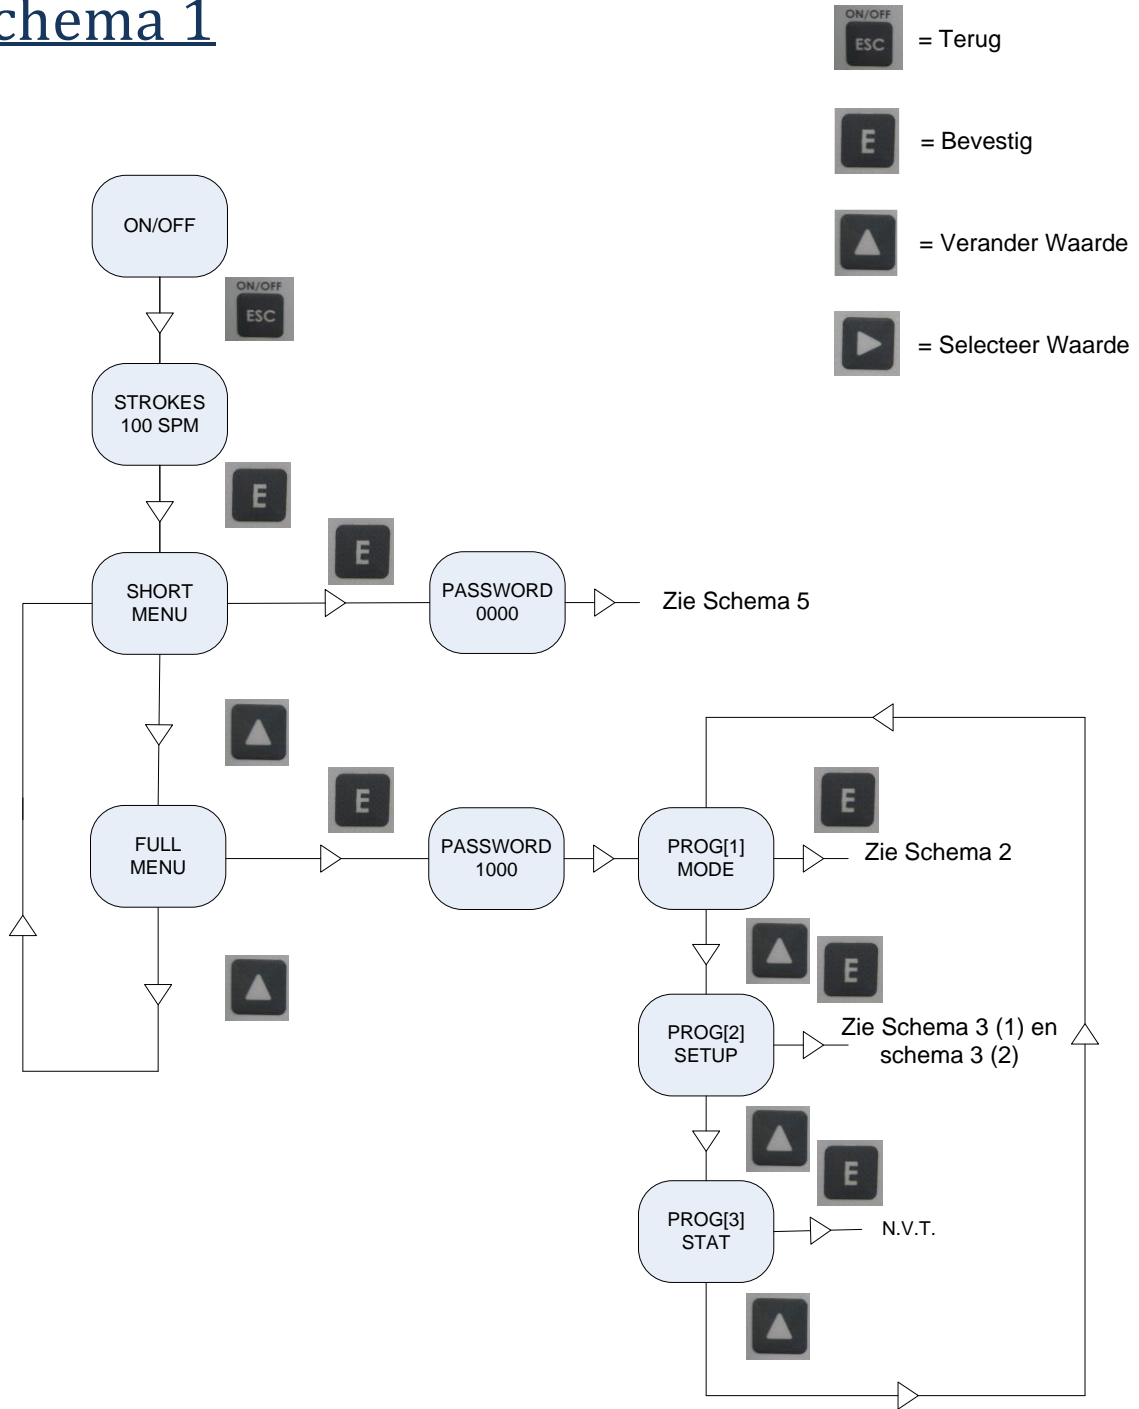 chema 1
ON/OFF
ESC
= Terug
E
= Bevestig
= Verander Waarde
= Selecteer Waarde
ON/OFF
ON/OFF
ESC
STROKES
100 SPM
E
SHORT
MENU
E
PASSWORD
0000
Zie Schema 5
FULL
MENU
E
PASSWORD
1000
PROG[1]
MODE
E
Zie Schema 2
E
PROG[2]
SETUP
Zie Schema 3 (1) en
schema 3 (2)
E
PROG[3]
STAT
N.V.T.